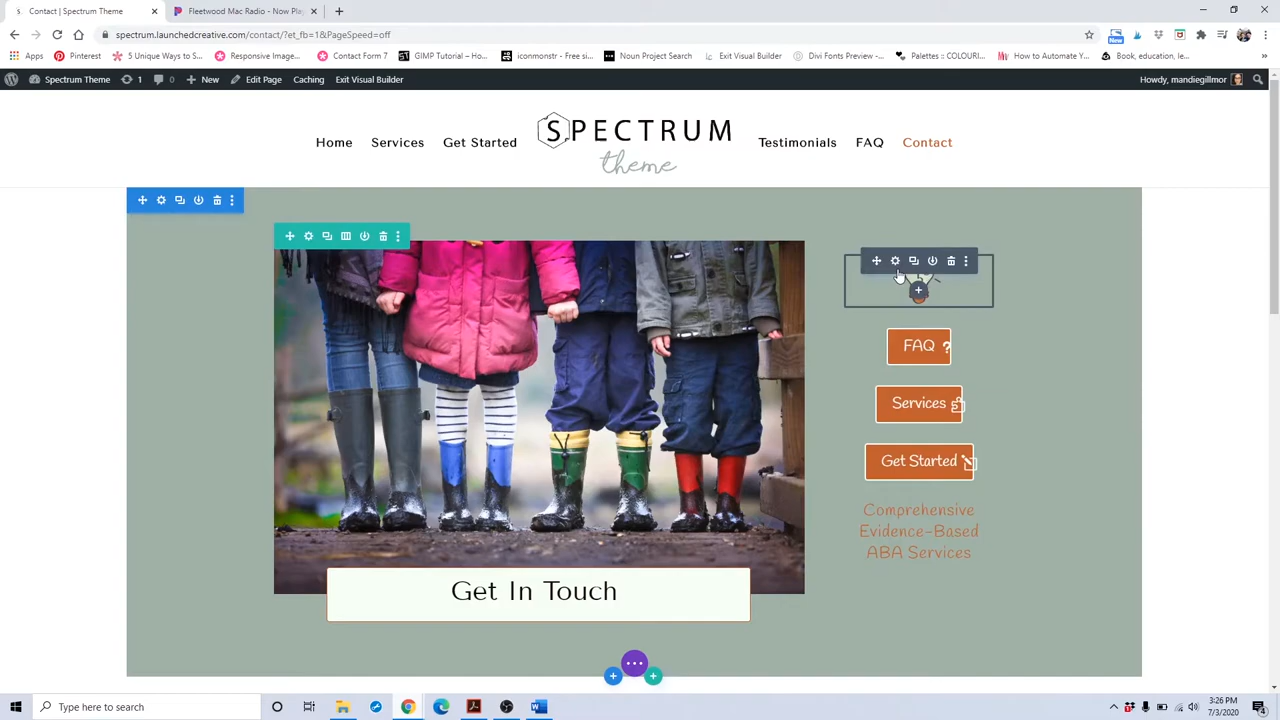 Contact | Spectrum Theme
Fleetwood Mac Radio - Now Play
spectrum.launchedcreative.com/contact/?et_fb=1&PageSpeed=off
New
Apps
Pinterest
5 Unique Ways to S...
Responsive Image...
Contact Form 7
GIMP Tutorial – Ho...
iconmonstr - Free si...
Noun Project Search
Exit Visual Builder
Divi Fonts Preview -...
Palettes :: COLOURl...
How to Automate Y...
Book, education, le...
Spectrum Theme
1
0
New
Edit Page
Caching
Exit Visual Builder
Howdy, mandiegillmor
Home
Services
Get Started
SPECTRUM
theme
Testimonials
FAQ
Contact
FAQ ?
Services
Get Started
Comprehensive
Evidence-Based
ABA Services
Get In Touch
Type here to search
3:26 PM
7/3/2020
4